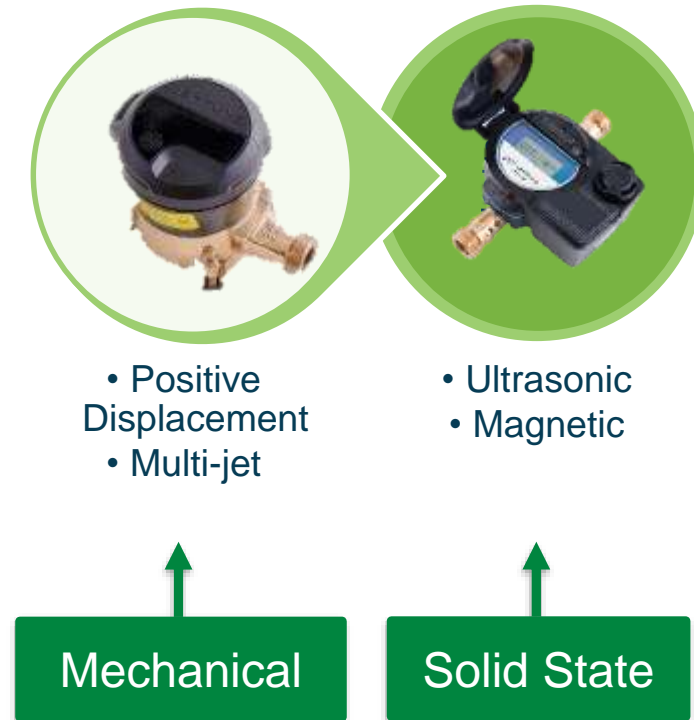 • Positive
Displacement
• Multi-jet
• Ultrasonic
• Magnetic
Mechanical
Solid State